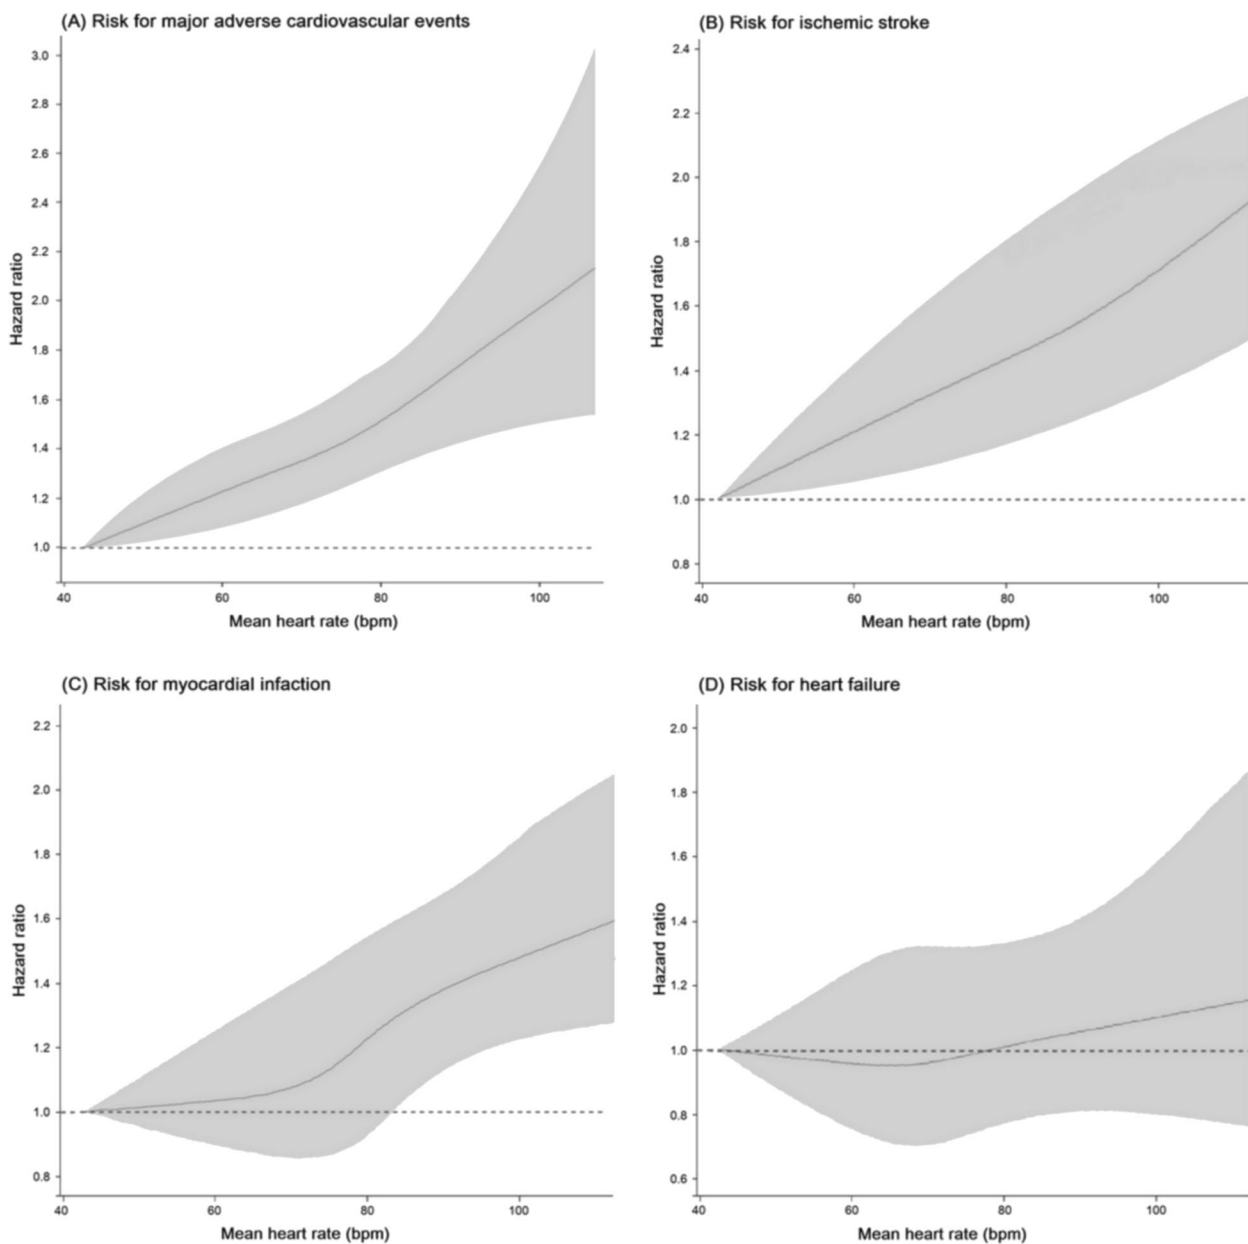 (A) Risk for major adverse cardiovascular events
3.0
2.8
2.6
2.4
2.2
2.0
1.8
1.6
1.4
1.2
1.0
Hazard ratio
40 60 80 100
Mean heart rate (bpm)
(B) Risk for ischemic stroke
2.4
2.2
2.0
1.8
1.6
1.4
1.2
1.0
0.8
Hazard ratio
40 60 80 100
Mean heart rate (bpm)
(C) Risk for myocardial infaction
2.2
2.0
1.8
1.6
1.4
1.2
1.0
0.8
Hazard ratio
40 60 80 100
Mean heart rate (bpm)
(D) Risk for heart failure
2.0
1.8
1.6
1.4
1.2
1.0
0.8
0.6
Hazard ratio
40 60 80 100
Mean heart rate (bpm)